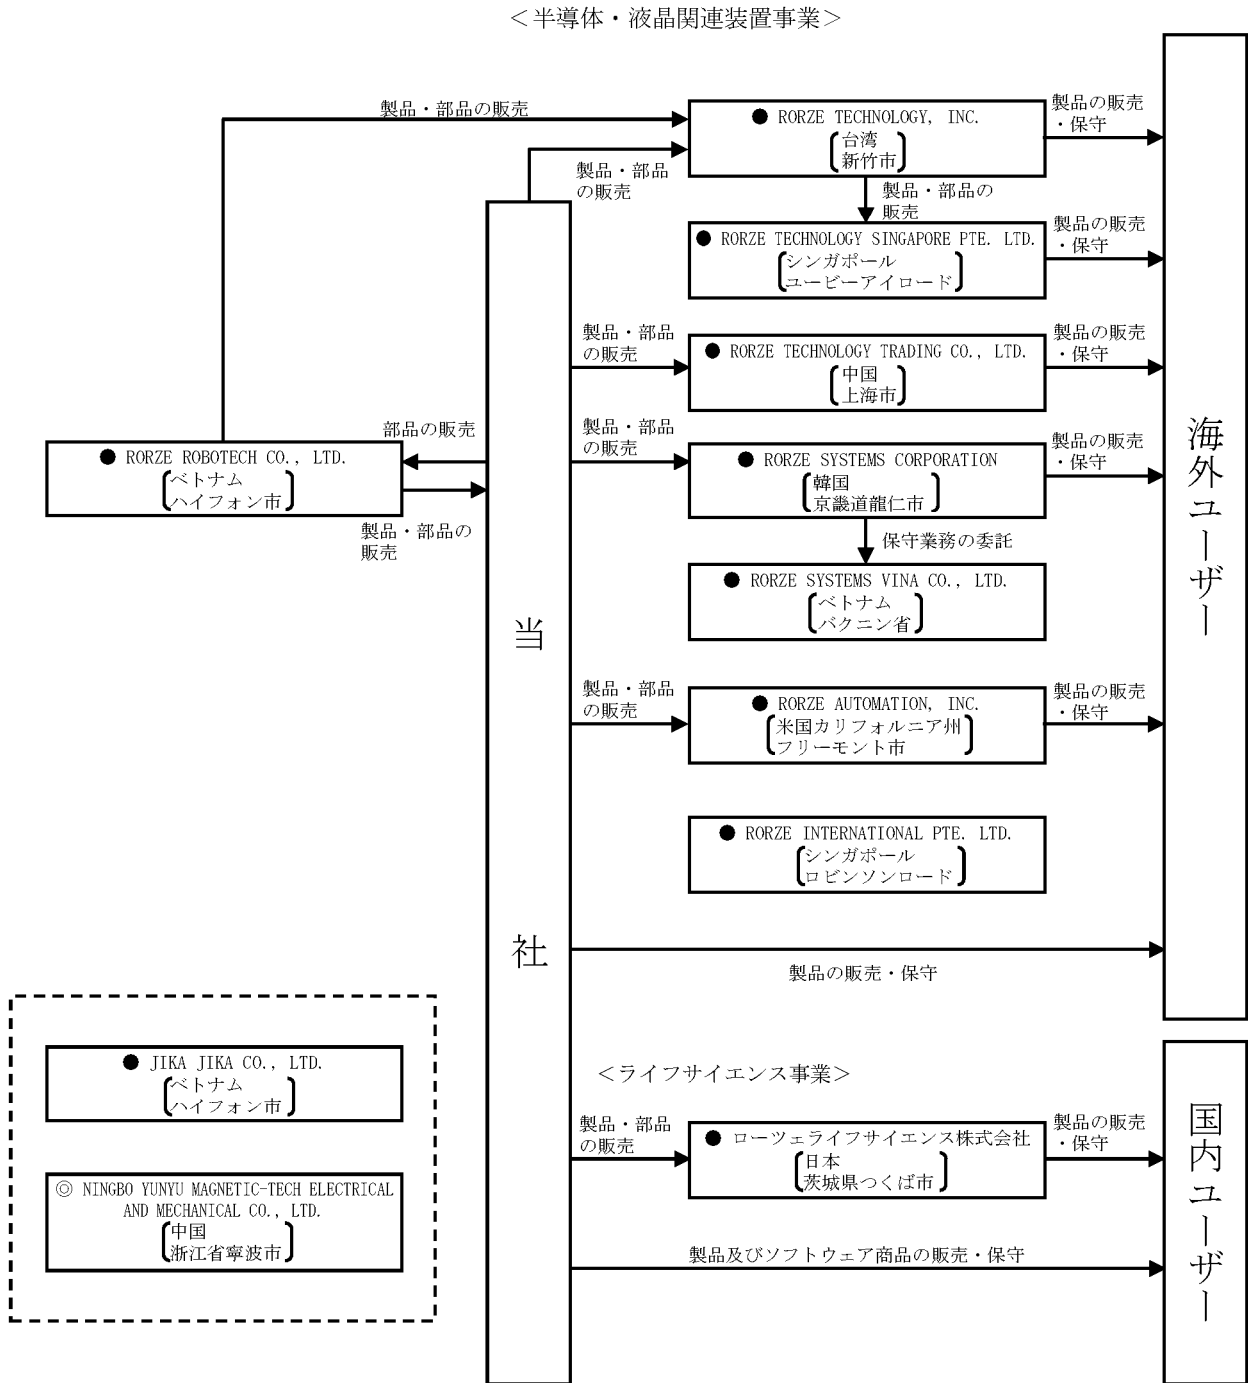 ＜半導体・液晶関連装置事業＞
製品・部品の販売
● RORZE TECHNOLOGY, INC.
台湾
新竹市
製品の販売
・保守
製品・部品
の販売
製品・部品の
販売
● RORZE TECHNOLOGY SINGAPORE PTE. LTD.
シンガポール
ユービーアイロード
製品の販売
・保守
製品・部品
の販売
● RORZE TECHNOLOGY TRADING CO., LTD.
中国
上海市
製品の販売
・保守
部品の販売
● RORZE ROBOTECH CO., LTD.
ベトナム
ハイフォン市
製品・部品の
販売
製品・部品
の販売
● RORZE SYSTEMS CORPORATION
韓国
京畿道龍仁市
製品の販売
・保守
保守業務の委託
● RORZE SYSTEMS VINA CO., LTD.
ベトナム
バクニン省
当社
海外ユーザー
製品・部品
の販売
● RORZE AUTOMATION, INC.
米国カリフォルニア州
フリーモント市
製品の販売
・保守
● RORZE INTERNATIONAL PTE. LTD.
シンガポール
ロビンソンロード
製品の販売・保守
● JIKA JIKA CO., LTD.
ベトナム
ハイフォン市
◎ NINGBO YUNYU MAGNETIC-TECH ELECTRICAL
AND MECHANICAL CO., LTD.
中国
浙江省寧波市
＜ライフサイエンス事業＞
製品・部品
の販売
● ローツェライフサイエンス株式会社
日本
茨城県つくば市
製品の販売
・保守
製品及びソフトウェア商品の販売・保守
国内ユーザー